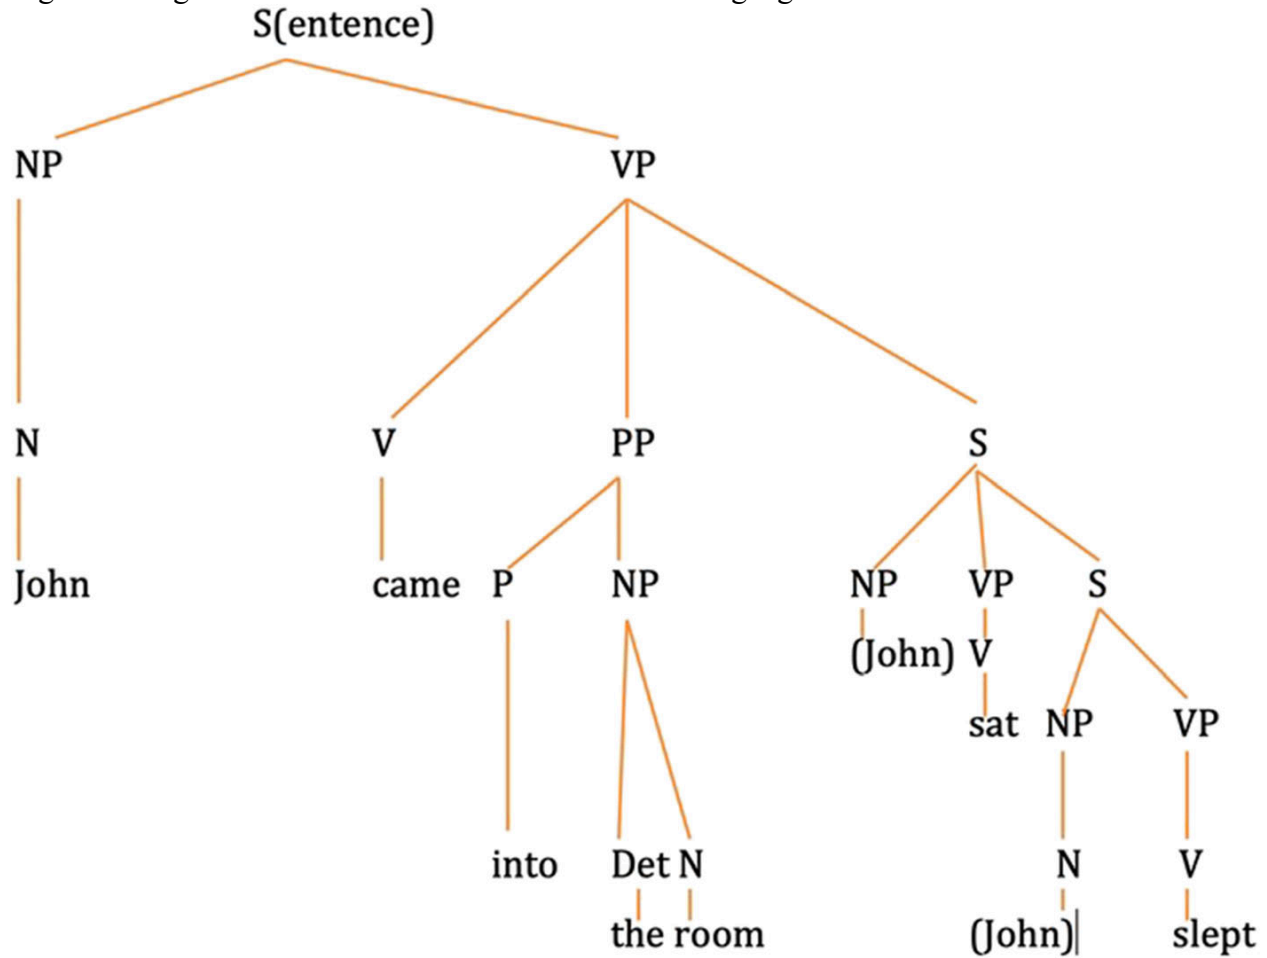 S(entence)
NP VP
N V PP S
John came P NP NP VP S
(John) V
sat NP VP
into Det N N V
the room (John) slept